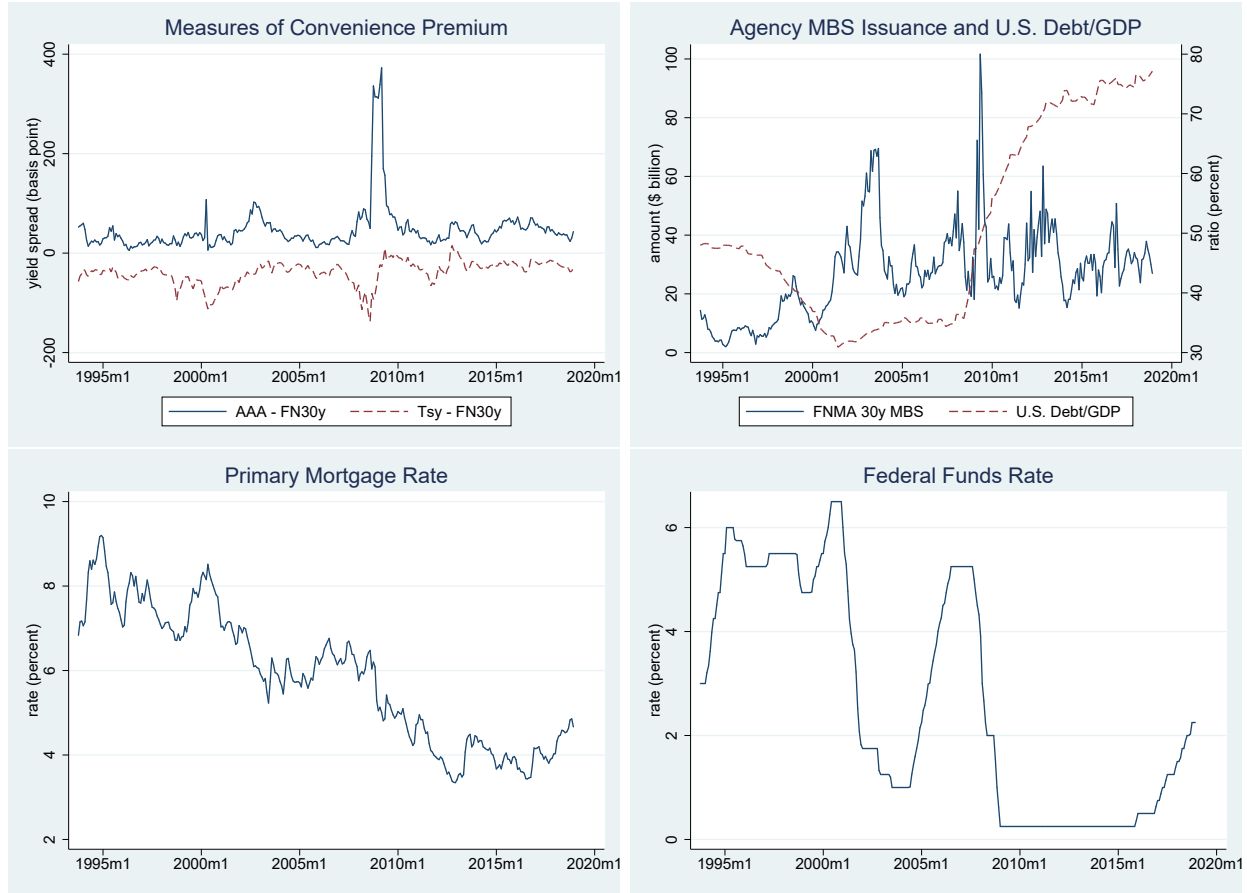 Measures of Convenience Premium
yield spread (basis point)
400
200
0
-200
1995m1 2000m1 2005m1 2010m1 2015m1 2020m1
AAA - FN30y Tsy - FN30y
Agency MBS Issuance and U.S. Debt/GDP
amount ($ billion)
100
80
60
40
20
0
80
70
60
50
40
30
ratio (percent)
1995m1 2000m1 2005m1 2010m1 2015m1 2020m1
FNMA 30y MBS U.S. Debt/GDP
Primary Mortgage Rate
rate (percent)
10
8
6
4
2
1995m1 2000m1 2005m1 2010m1 2015m1 2020m1
Federal Funds Rate
rate (percent)
6
4
2
0
1995m1 2000m1 2005m1 2010m1 2015m1 2020m1